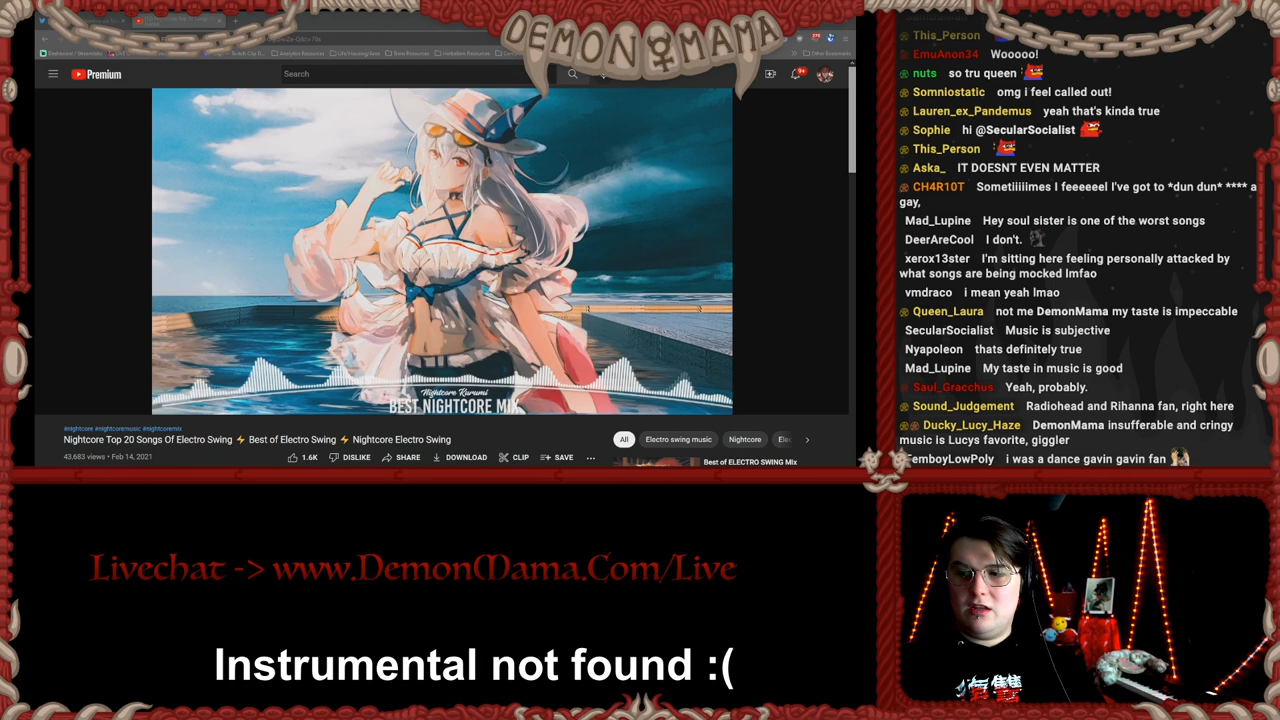 DEMON MAMA
Premium
Search
9+
Nightcore Kurumi
BEST NIGHTCORE MIX
#nightcore #nightcoremusic #nightcoremix
Nightcore Top 20 Songs Of Electro Swing ⚡ Best of Electro Swing ⚡ Nightcore Electro Swing
43,683 views • Feb 14, 2021
1.6K DISLIKE SHARE DOWNLOAD CLIP SAVE ...
All Electro swing music Nightcore
Best of ELECTRO SWING Mix
This_Person
EmuAnon34 Wooooo!
nuts so tru queen
Somniostatic omg i feel called out!
Lauren_ex_Pandemus yeah that's kinda true
Sophie hi @SecularSocialist
This_Person
Aska_ IT DOESNT EVEN MATTER
CH4R10T Sometiiiiimes I feeeeeel I've got to *dun dun* **** a
gay,
Mad_Lupine Hey soul sister is one of the worst songs
DeerAreCool I don't.
xerox13ster I'm sitting here feeling personally attacked by
what songs are being mocked lmfao
vmdraco i mean yeah lmao
Queen_Laura not me DemonMama my taste is impeccable
SecularSocialist Music is subjective
Nyapoleon thats definitely true
Mad_Lupine My taste in music is good
Saul_Gracchus Yeah, probably.
Sound_Judgement Radiohead and Rihanna fan, right here
Ducky_Lucy_Haze DemonMama insufferable and cringy
music is Lucys favorite, giggler
FemboyLowPoly i was a dance gavin gavin fan
Livechat -> www.DemonMama.Com/Live
Instrumental not found :(